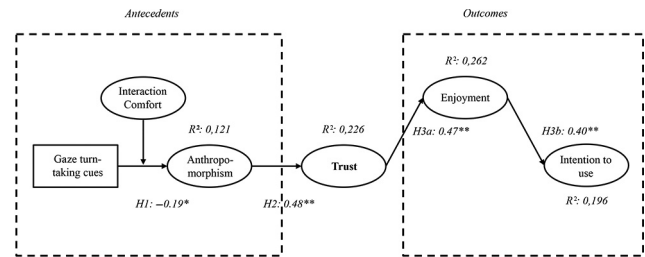 Antecedents
Outcomes
R²: 0,262
Interaction
Comfort
Enjoyment
R²: 0,121
R²: 0,226
H3a: 0.47**
H3b: 0.40**
Gaze turn-
taking cues
Anthropo-
morphism
Trust
Intention to
use
H1: −0.19*
H2: 0.48**
R²: 0,196